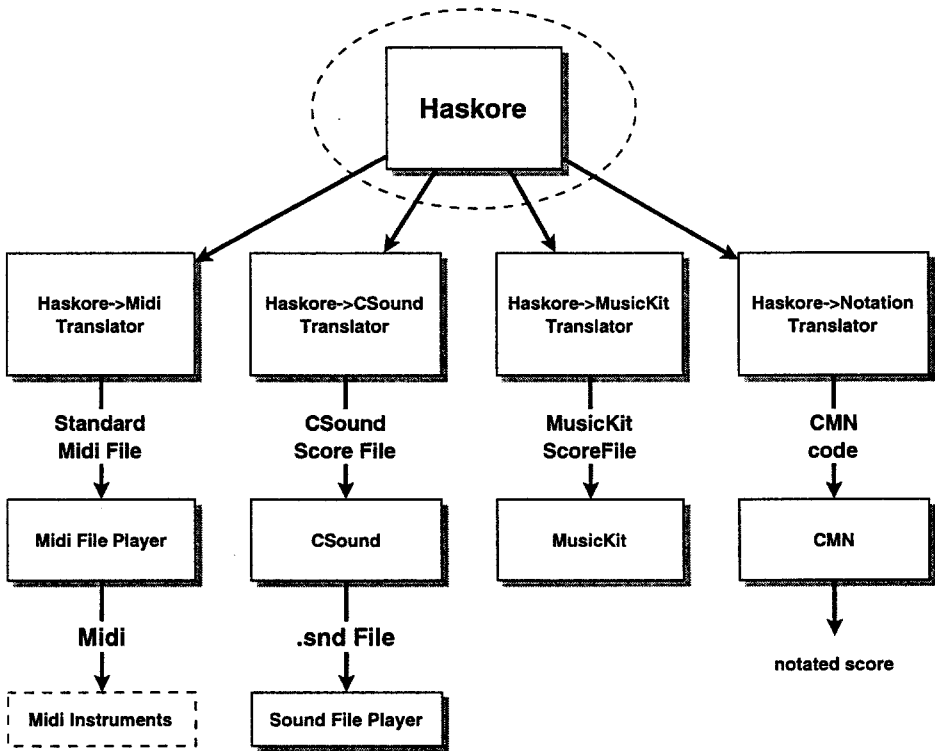 Haskore
Haskore->Midi
Translator
Haskore->CSound
Translator
Haskore->MusicKit
Translator
Haskore->Notation
Translator
Standard
Midi File
CSound
Score File
MusicKit
ScoreFile
CMN
code
Midi File Player
CSound
MusicKit
CMN
Midi
.snd File
notated score
Midi Instruments
Sound File Player